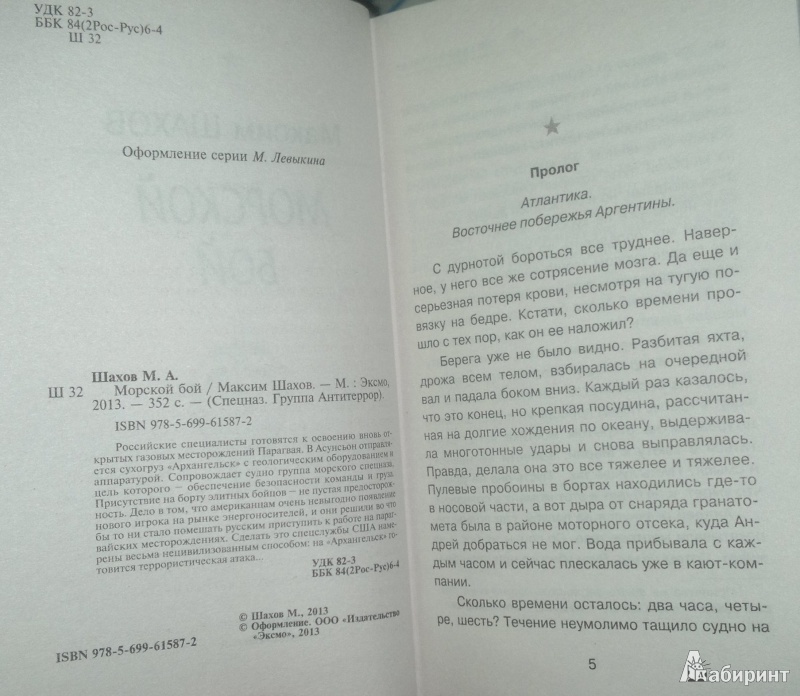 УДК 82-3
ББК 84(2Рос-Рус)6-4
Ш 32
Оформление серии М. Левыкина
Шахов М. А.
Ш 32 Морской бой / Максим Шахов. — М. : Эксмо,
2013. — 352 с. — (Спецназ. Группа Антитеррор).
ISBN 978-5-699-61587-2
Российские специалисты готовятся к освоению вновь от-
крытых газовых месторождений Парагвая. В Асунсьон отправля-
ется сухогруз «Архангельск» с геологическим оборудованием и
аппаратурой. Сопровождает судно группа морского спецназа,
цель которого — обеспечение безопасности команды и груза.
Присутствие на борту элитных бойцов — не пустая предосторож-
ность. Дело в том, что американцам очень невыгодно появление
нового игрока на рынке энергоносителей, и они решили во что
бы то ни стало помешать русским приступить к работе на параг-
вайских месторождениях. Сделать это спецслужбы США наме-
рены весьма нецивилизованным способом: на «Архангельск» го-
товится террористическая атака...
УДК 82-3
ББК 84(2Рос-Рус)6-4
© Шахов М., 2013
© Оформление. ООО «Издательство
«Эксмо», 2013
ISBN 978-5-699-61587-2
Пролог
Атлантика.
Восточнее побережья Аргентины.
С дурнотой бороться все труднее. Навер-
ное, у него все же сотрясение мозга. Да еще и
серьезная потеря крови, несмотря на тугую по-
вязку на бедре. Кстати, сколько времени про-
шло с тех пор, как он ее наложил?
Берега уже не было видно. Разбитая яхта,
дрожа всем телом, взбиралась на очередной
вал и падала боком вниз. Каждый раз казалось,
что это конец, но крепкая посудина, рассчитан-
ная на долгие хождения по океану, выдержива-
ла многотонные удары и снова выправлялась.
Правда, делала она это все тяжелее и тяжелее.
Пулевые пробоины в бортах находились где-то
в носовой части, а вот дыра от снаряда гранато-
мета была в районе моторного отсека, куда Ан-
дрей добраться не мог. Вода прибывала с каж-
дым часом и сейчас плескалась уже в кают-ком-
пании.
Сколько времени осталось: два часа, четы-
ре, шесть? Течение неумолимо тащило судно на
5
Лабиринт